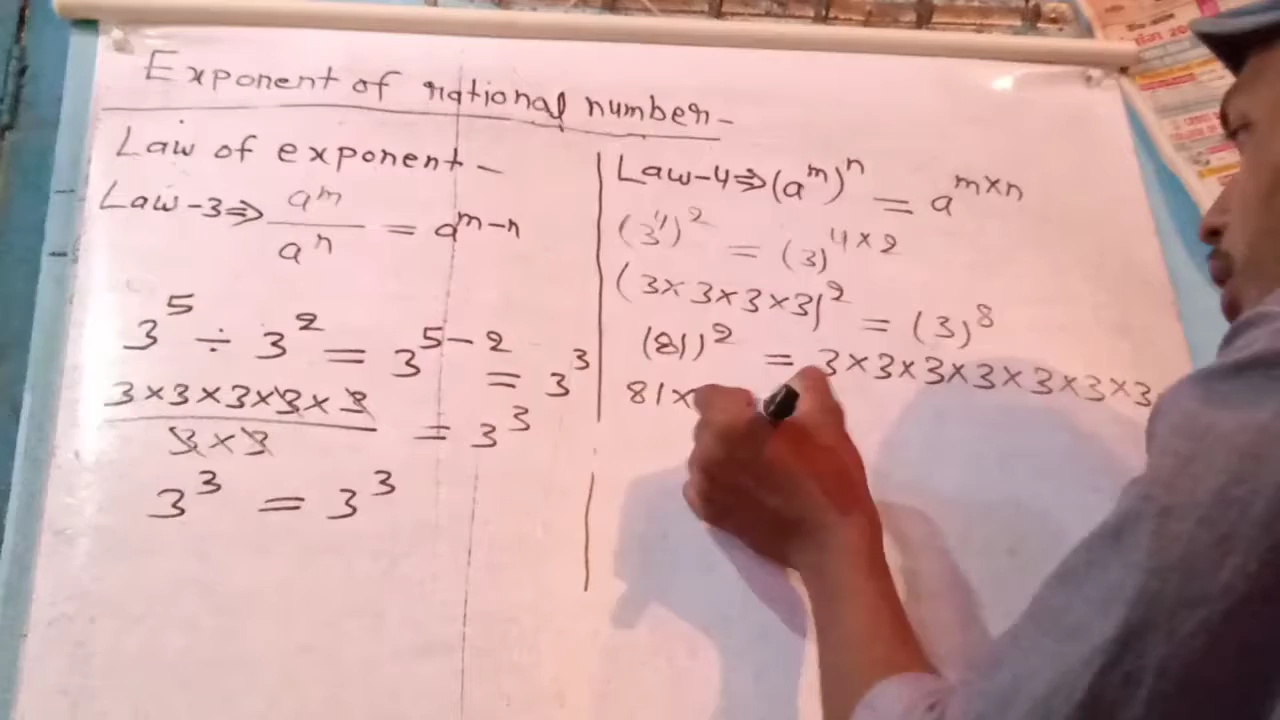 Exponent of rational number-
Law of exponent-
Law-3⇒ a^m / a^n = a^m-n
3^5 ÷ 3^2 = 3^5-2 = 3^3
3×3×3×3×3 / 3×3 = 3^3
3^3 = 3^3
Law-4⇒ (a^m)^n = a^m×n
(3^4)^2 = (3)^4×2
(3×3×3×3)^2 = (3)^8
(81)^2 = 3×3×3×3×3×3×3
81×